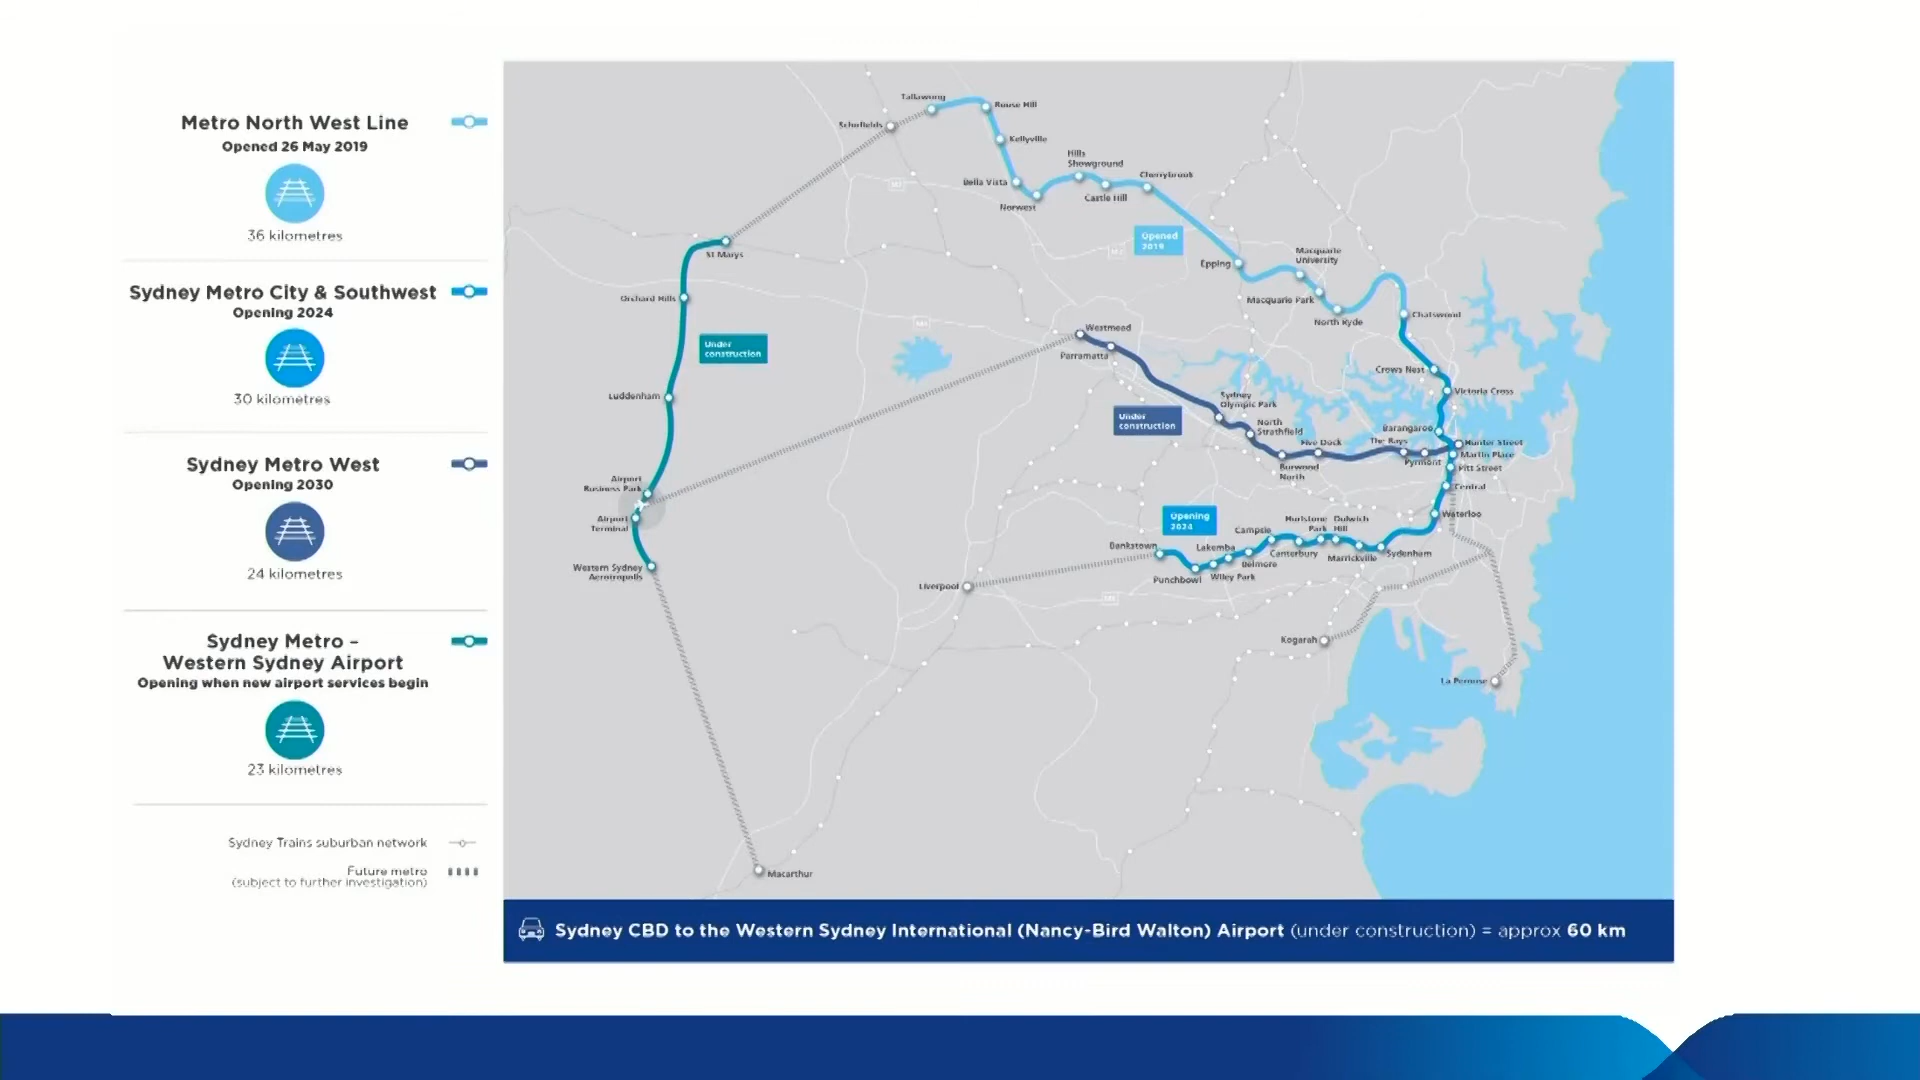 Metro North West Line
Opened 26 May 2019
36 kilometres
Sydney Metro City & Southwest
Opening 2024
30 kilometres
Sydney Metro West
Opening 2030
24 kilometres
Sydney Metro –
Western Sydney Airport
Opening when new airport services begin
23 kilometres
Sydney Trains suburban network
Future metro
(subject to further investigation)
Tallawong
Rouse Hill
Schofields
Kellyville
Hills
Showground
Cherrybrook
Bella Vista
Castle Hill
Norwest
Opened
2019
St Marys
Epping
Macquarie
University
Orchard Hills
Macquarie Park
North Ryde
Chatswood
Under
construction
Westmead
Parramatta
Crows Nest
Victoria Cross
Luddenham
Sydney
Olympic Park
Under
construction
North
Strathfield
Five Dock
The Bays
Barangaroo
Hunter Street
Martin Place
Burwood
North
Pyrmont
Pitt Street
Central
Airport
Business Park
Airport
Terminal
Waterloo
Opening
2024
Bankstown
Lakemba
Campsie
Hurlstone
Park
Dulwich
Hill
Canterbury
Belmore
Marrickville
Sydenham
Punchbowl
Wiley Park
Western Sydney
Aerotropolis
Liverpool
Kogarah
La Perouse
Macarthur
Sydney CBD to the Western Sydney International (Nancy-Bird Walton) Airport (under construction) = approx 60 km